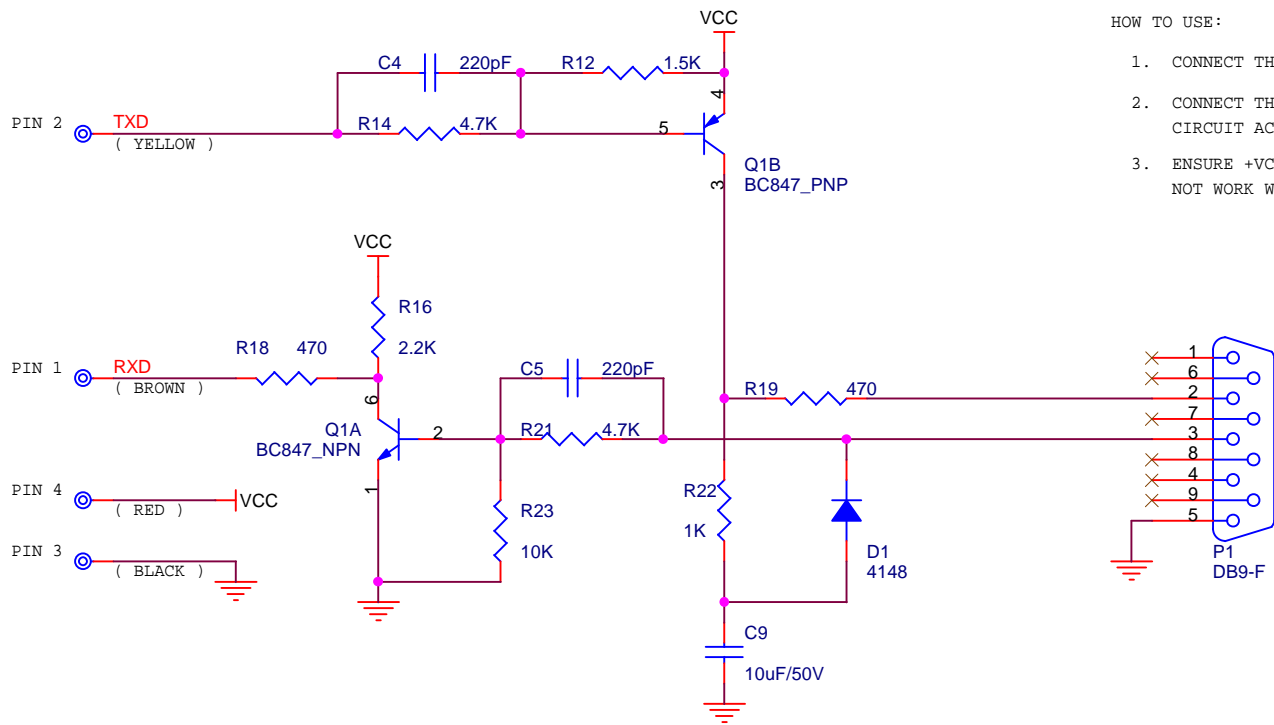 VCC
HOW TO USE:
C4 220pF R12 1.5K
1. CONNECT TH
4
PIN 2 TXD R14 4.7K 5
( YELLOW )
2. CONNECT TH
CIRCUIT AC
Q1B
BC847_PNP
3
3. ENSURE +VC
NOT WORK W
VCC
R16
2.2K
R18 470
PIN 1 RXD
( BROWN )
C5 220pF
6
R19 470
Q1A
BC847_NPN
2
R21 4.7K
1
PIN 4
( RED )
VCC
R23
10K
R22
1K
PIN 3
( BLACK )
D1
4148
1
6
2
7
3
8
4
9
5
P1
DB9-F
C9
10uF/50V